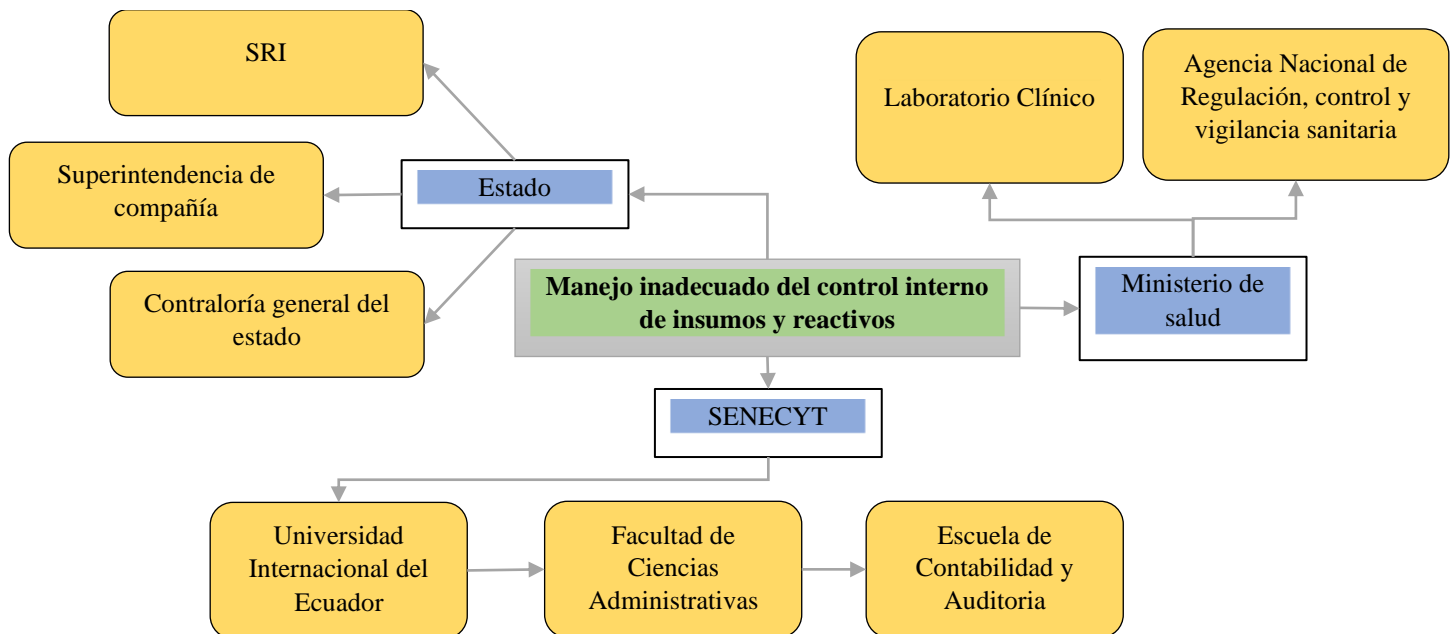 SRI
Superintendencia de
compañía
Contraloría general del
estado
Estado
Laboratorio Clínico
Agencia Nacional de
Regulación, control y
vigilancia sanitaria
Manejo inadecuado del control interno
de insumos y reactivos
Ministerio de
salud
SENECYT
Universidad
Internacional del
Ecuador
Facultad de
Ciencias
Administrativas
Escuela de
Contabilidad y
Auditoria